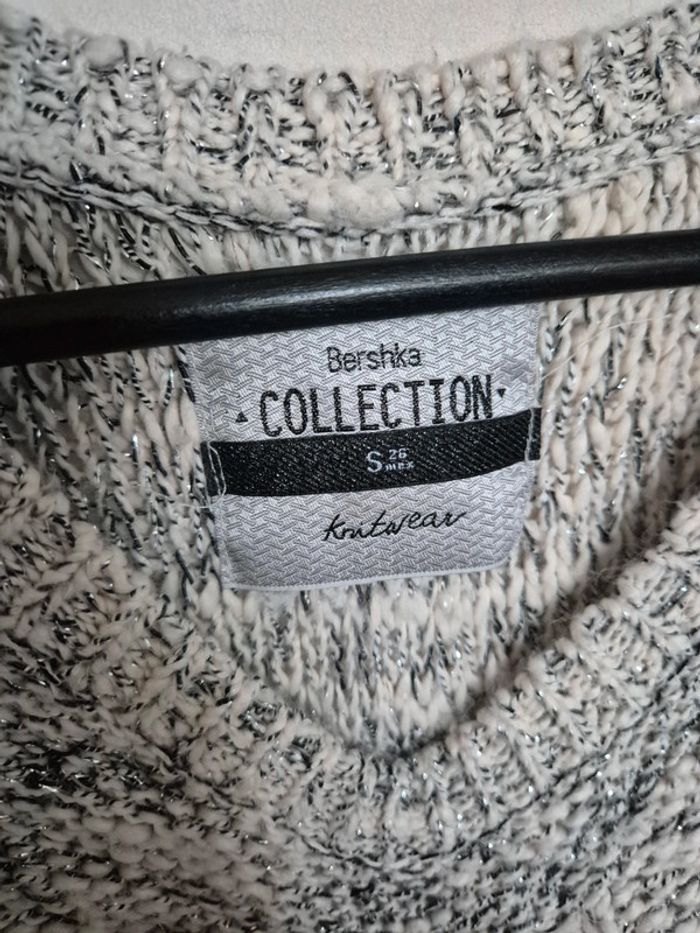 Bershka
COLLECTION
S 26 mex
knitwear